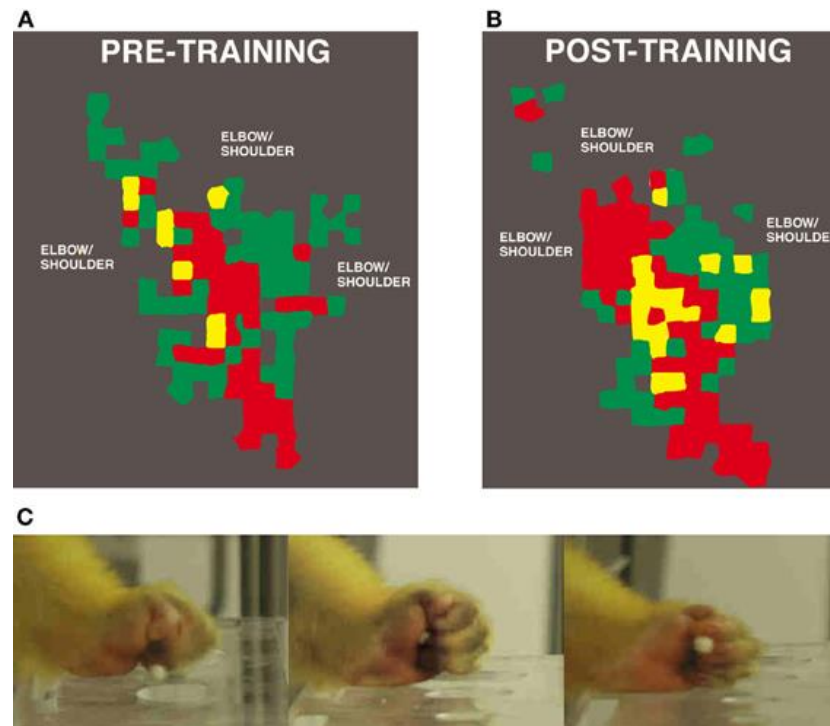 A
PRE-TRAINING
ELBOW/
SHOULDER
ELBOW/
SHOULDER
ELBOW/
SHOULDER
B
POST-TRAINING
ELBOW/
SHOULDER
ELBOW/
SHOULDER
ELBOW/
SHOULDE
C